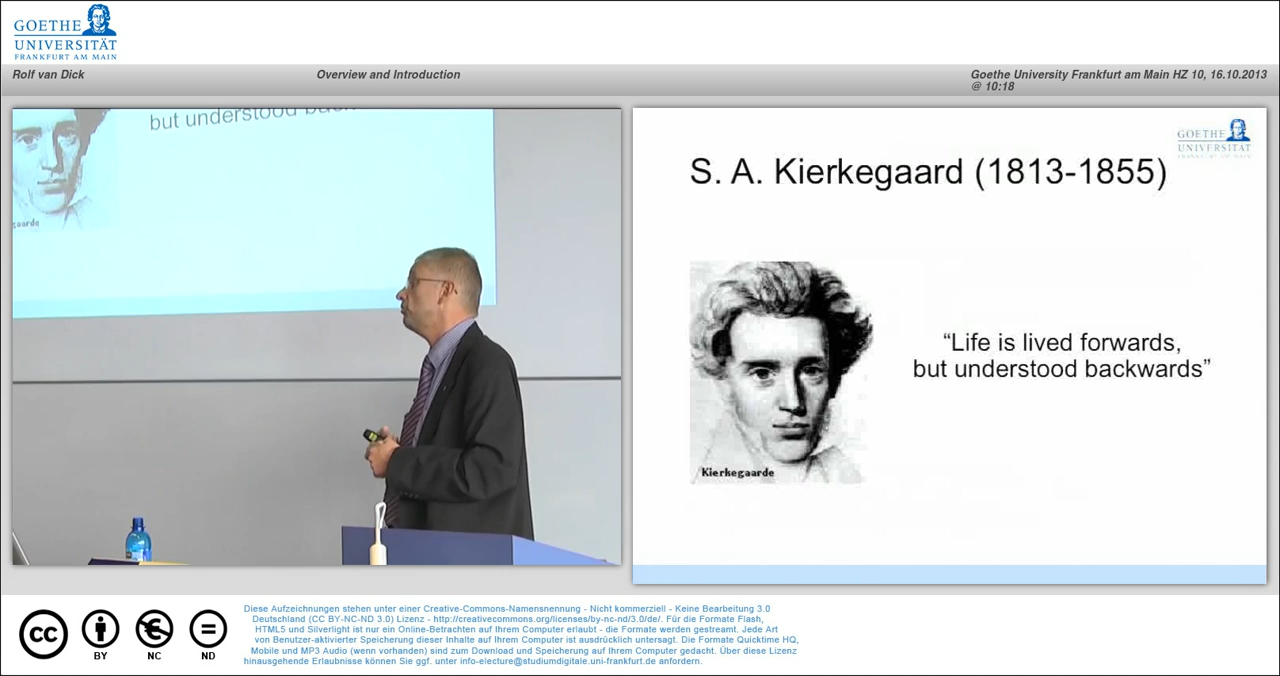 GOETHE
UNIVERSITÄT
FRANKFURT AM MAIN
Rolf van Dick
Overview and Introduction
Goethe University Frankfurt am Main HZ 10, 16.10.2013
@ 10:18
but understood
gaarde
GOETHE
UNIVERSITÄT
FRANKFURT AM MAIN
S. A. Kierkegaard (1813-1855)
“Life is lived forwards,
but understood backwards”
Kierkegaarde
cc
BY
NC
ND
Diese Aufzeichnungen stehen unter einer Creative-Commons-Namensnennung - Nicht kommerziell - Keine Bearbeitung 3.0
Deutschland (CC BY-NC-ND 3.0) Lizenz - http://creativecommons.org/licenses/by-nc-nd/3.0/de/. Für die Formate Flash,
HTML5 und Silverlight ist nur ein Online-Betrachten auf Ihrem Computer erlaubt - die Formate werden gestreamt. Jede Art
von Benutzer-aktivierter Speicherung dieser Inhalte auf Ihrem Computer ist ausdrücklich untersagt. Die Formate Quicktime HQ,
Mobile und MP3 Audio (wenn vorhanden) sind zum Download und Speicherung auf Ihrem Computer gedacht. Über diese Lizenz
hinausgehende Erlaubnisse können Sie ggf. unter info-electure@studiumdigitale.uni-frankfurt.de anfordern.